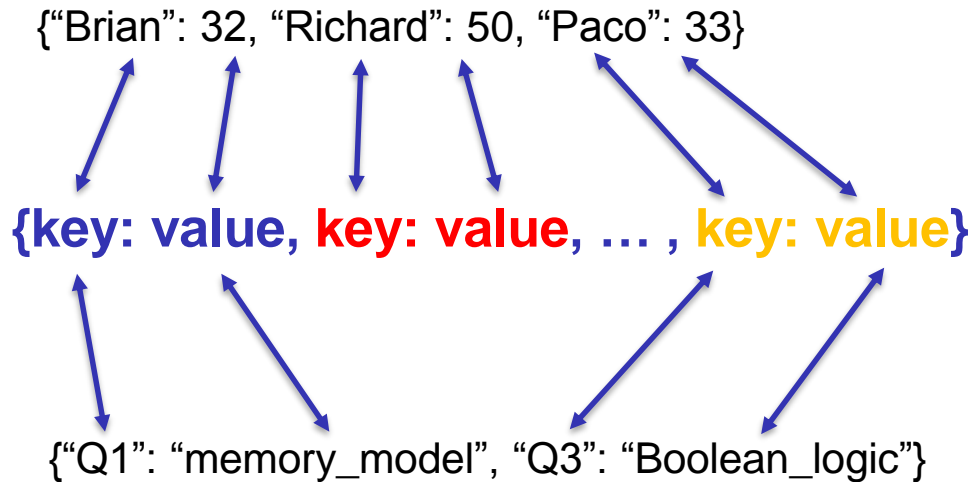 {“Brian”: 32, “Richard”: 50, “Paco”: 33}
{key: value, key: value, … , key: value}
{“Q1”: “memory_model”, “Q3”: “Boolean_logic”}